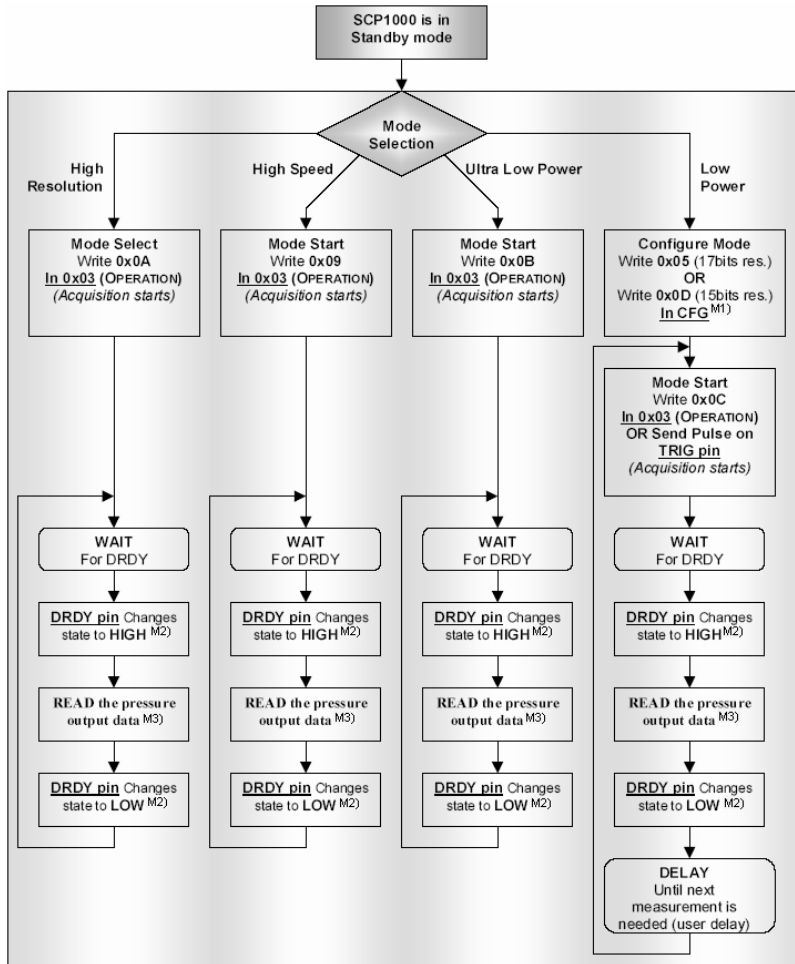 SCP1000 is in
Standby mode
Mode
Selection
High
Resolution
High Speed
Ultra Low Power
Low
Power
Mode Select
Write 0x0A
In 0x03 (OPERATION)
(Acquisition starts)
Mode Start
Write 0x09
In 0x03 (OPERATION)
(Acquisition starts)
Mode Start
Write 0x0B
In 0x03 (OPERATION)
(Acquisition starts)
Configure Mode
Write 0x05 (17bits res.)
OR
Write 0x0D (15bits res.)
In CFG M1)
Mode Start
Write 0x0C
In 0x03 (OPERATION)
OR Send Pulse on
TRIG pin
(Acquisition starts)
WAIT
For DRDY
WAIT
For DRDY
WAIT
For DRDY
WAIT
For DRDY
DRDY pin Changes
state to HIGH M2)
DRDY pin Changes
state to HIGH M2)
DRDY pin Changes
state to HIGH M2)
DRDY pin Changes
state to HIGH M2)
READ the pressure
output data M3)
READ the pressure
output data M3)
READ the pressure
output data M3)
READ the pressure
output data M3)
DRDY pin Changes
state to LOW M2)
DRDY pin Changes
state to LOW M2)
DRDY pin Changes
state to LOW M2)
DRDY pin Changes
state to LOW M2)
DELAY
Until next
measurement is
needed (user delay)